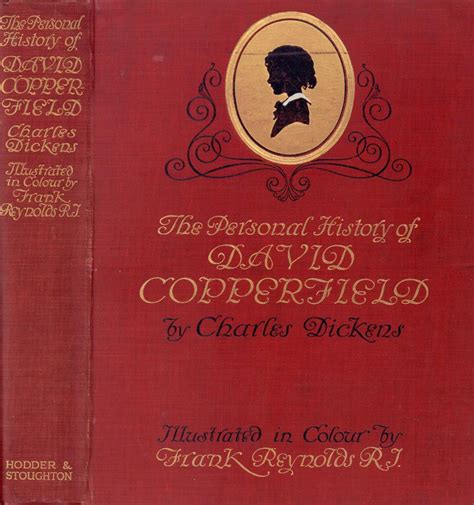 The Personal
History of
DAVID
COPPER-
FIELD
Charles
Dickens
Illustrated
in Colour by
Frank
Reynolds R.I.
HODDER &
STOUGHTON
The Personal History of
DAVID
COPPERFIELD
by Charles Dickens
Illustrated in Colour by
Frank Reynolds R.I.